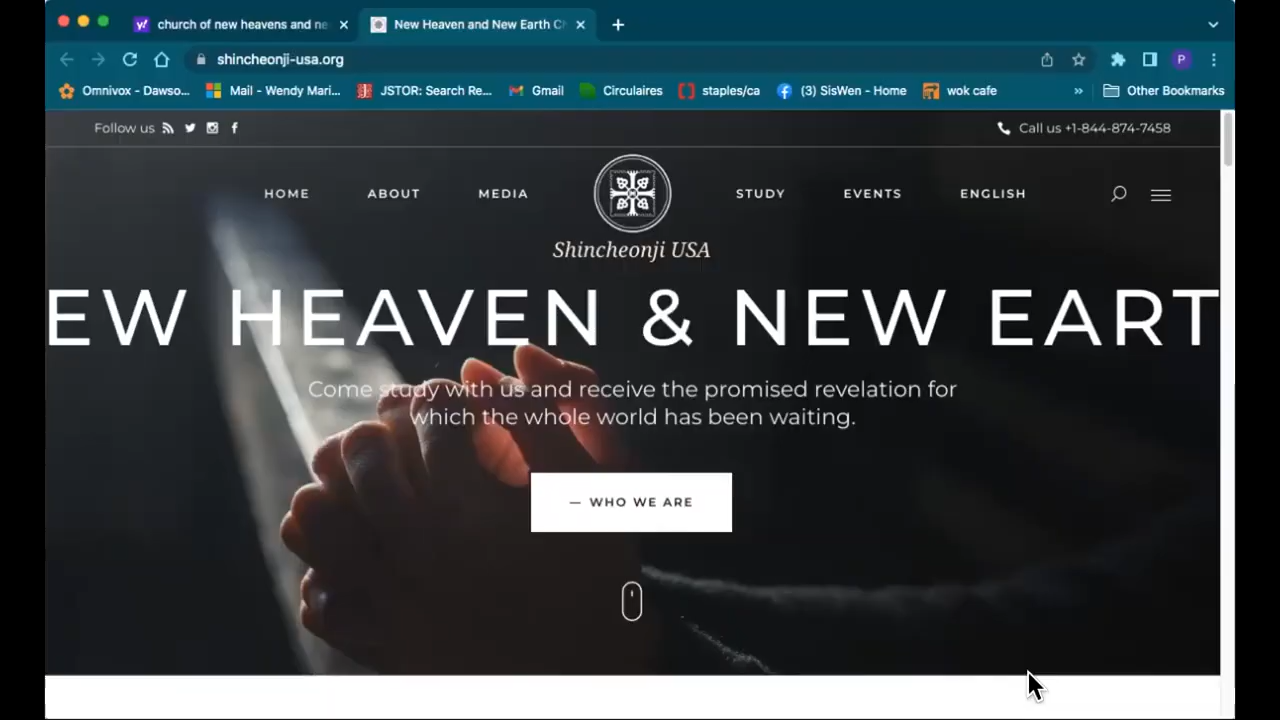 church of new heavens and ne
New Heaven and New Earth C
shincheonji-usa.org
P
Omnivox - Dawso...
Mail - Wendy Mari...
JSTOR: Search Re...
Gmail
Circulaires
staples/ca
(3) SisWen - Home
wok cafe
»
Other Bookmarks
Follow us
Call us +1-844-874-7458
HOME
ABOUT
MEDIA
STUDY
EVENTS
ENGLISH
Shincheonji USA
EW HEAVEN & NEW EART
Come study with us and receive the promised revelation for
which the whole world has been waiting.
— WHO WE ARE